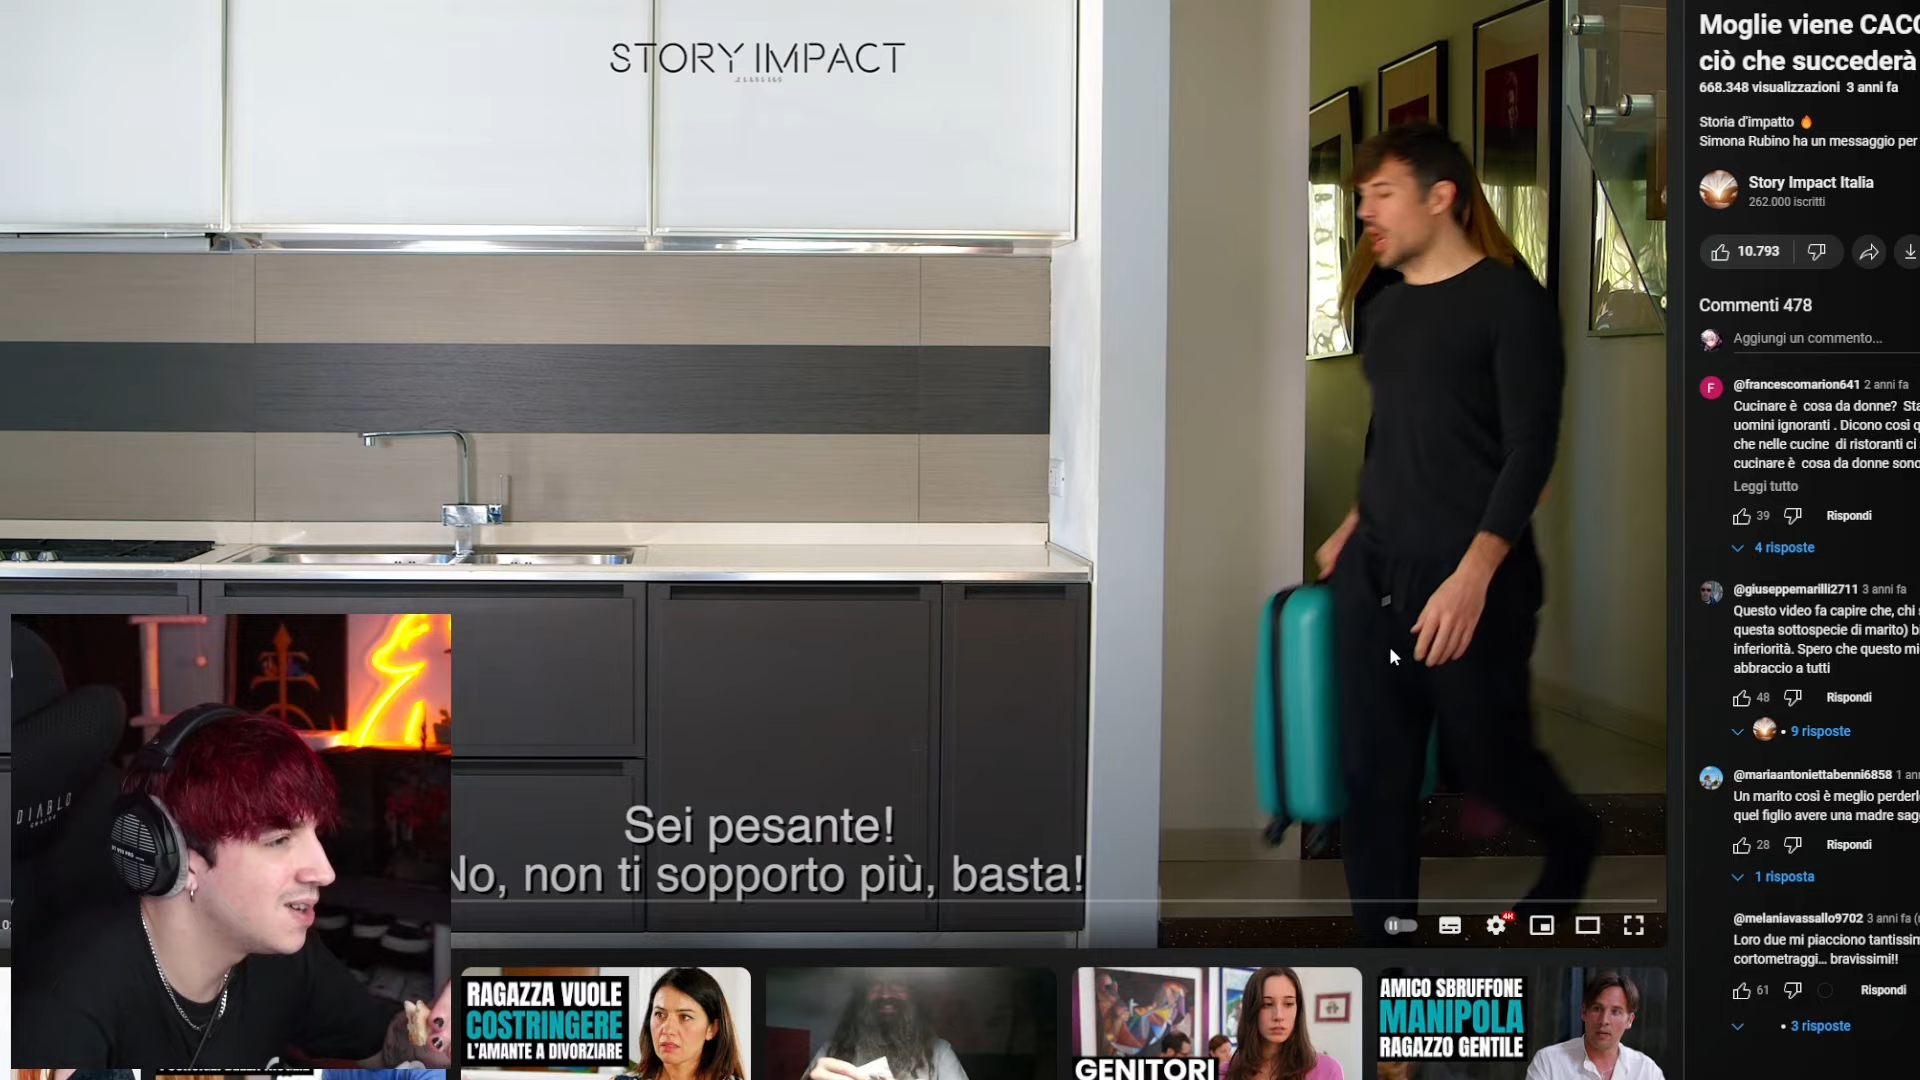 STORY IMPACT
Sei pesante!
No, non ti sopporto più, basta!
DIABLO
4K
RAGAZZA VUOLE
COSTRINGERE
L'AMANTE A DIVORZIARE
GENITORI
AMICO SBRUFFONE
MANIPOLA
RAGAZZO GENTILE
Moglie viene
ciò che succederà
668.348 visualizzazioni 3 anni fa
Storia d'impatto 🔥
Simona Rubino ha un messaggio per
Story Impact Italia
262.000 iscritti
10.793
Commenti 478
Aggiungi un commento...
F
@francescomarion641 2 anni fa
Cucinare è cosa da donne?
uomini ignoranti . Dicono così
che nelle cucine di ristoranti ci
cucinare è cosa da donne sono
Leggi tutto
39 Rispondi
4 risposte
@giuseppemarilli2711 3 anni fa
Questo video fa capire che, chi
questa sottospecie di marito)
inferiorità. Spero che questo
abbraccio a tutti
48 Rispondi
• 9 risposte
@mariaantoniettabenni6858 1
Un marito così è meglio
quel figlio avere una madre
28 Rispondi
1 risposta
@melaniavassallo9702 3 anni fa
Loro due mi piacciono
cortometraggi... bravissimi!!
61 Rispondi
• 3 risposte